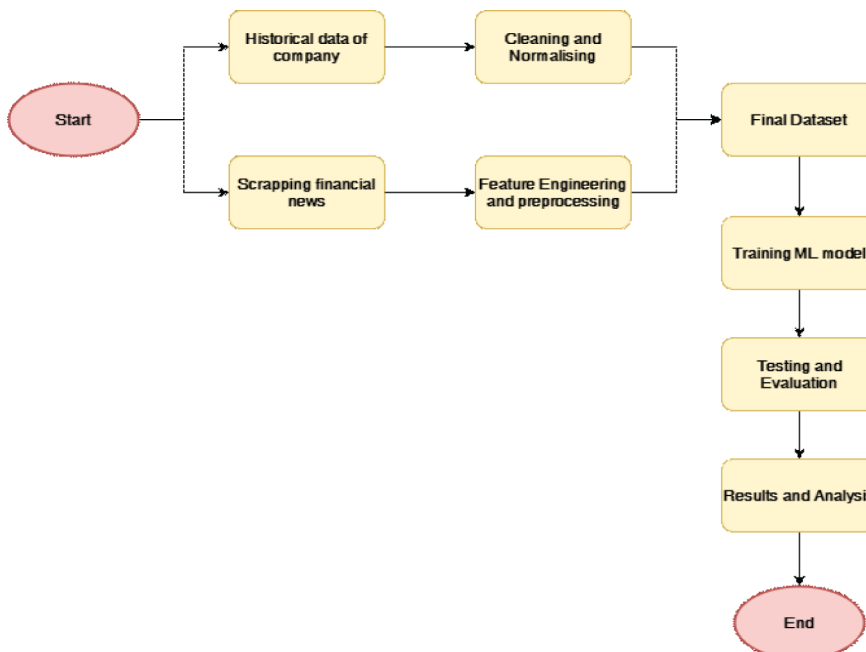 Historical data of
company
Cleaning and
Normalising
Start
Final Dataset
Scrapping financial
news
Feature Engineering
and preprocessing
Training ML model
Testing and
Evaluation
Results and Analysi
End